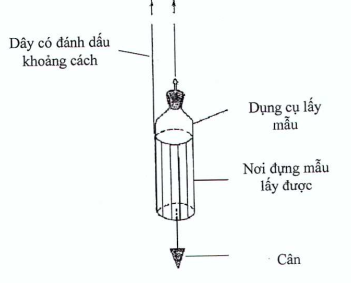 Dây có đánh dấu
khoảng cách
Dụng cụ lấy
mẫu
Nơi đựng mẫu
lấy được
Cân